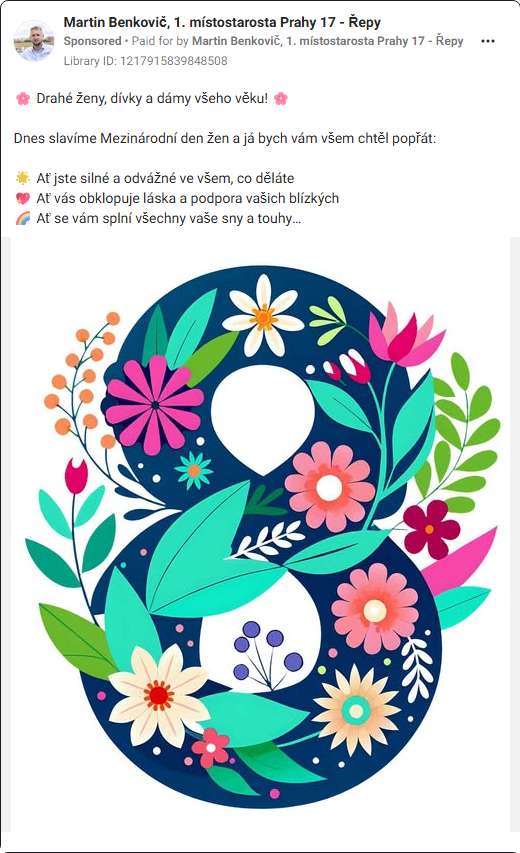 Martin Benkovič, 1. místostarosta Prahy 17 - Řepy
Sponsored • Paid for by Martin Benkovič, 1. místostarosta Prahy 17 - Řepy
Library ID: 1217915839848508
🌸 Drahé ženy, dívky a dámy všeho věku! 🌸
Dnes slavíme Mezinárodní den žen a já bych vám všem chtěl popřát:
🌟 Ať jste silné a odvážné ve všem, co děláte
💖 Ať vás obklopuje láska a podpora vašich blízkých
🌈 Ať se vám splní všechny vaše sny a touhy…
8